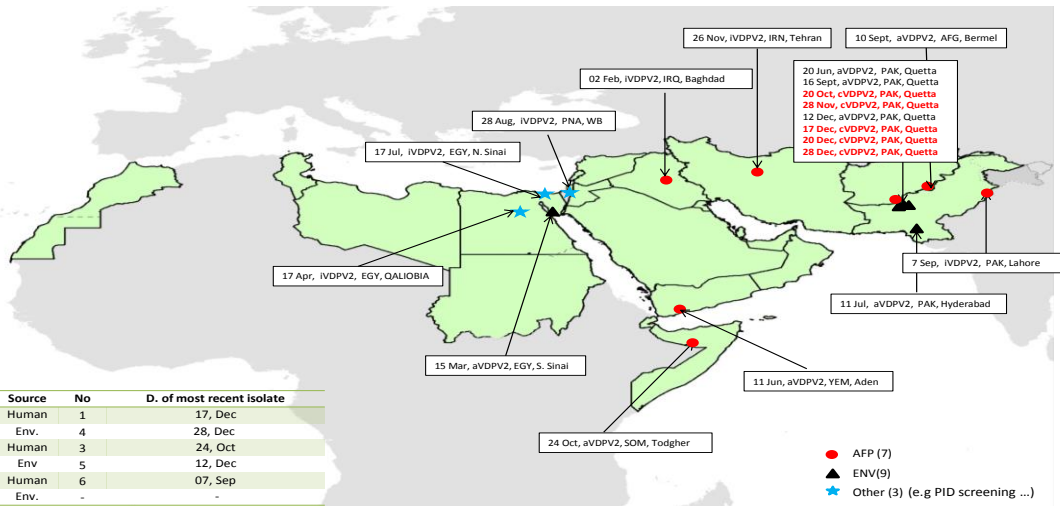 26 Nov, iVDPV2, IRN, Tehran
10 Sept, aVDPV2, AFG, Bermel
02 Feb, iVDPV2, IRQ, Baghdad
20 Jun, aVDPV2, PAK, Quetta
16 Sept, aVDPV2, PAK, Quetta
20 Oct, cVDPV2, PAK, Quetta
28 Nov, cVDPV2, PAK, Quetta
12 Dec, aVDPV2, PAK, Quetta
17 Dec, cVDPV2, PAK, Quetta
20 Dec, cVDPV2, PAK, Quetta
28 Dec, cVDPV2, PAK, Quetta
28 Aug, iVDPV2, PNA, WB
17 Jul, iVDPV2, EGY, N. Sinai
17 Apr, iVDPV2, EGY, QALIOBIA
7 Sep, iVDPV2, PAK, Lahore
11 Jul, aVDPV2, PAK, Hyderabad
15 Mar, aVDPV2, EGY, S. Sinai
11 Jun, aVDPV2, YEM, Aden
24 Oct, aVDPV2, SOM, Todgher
Source No D. of most recent isolate
Human 1 17, Dec
Env. 4 28, Dec
Human 3 24, Oct
Env 5 12, Dec
Human 6 07, Sep
Env. - -
AFP (7)
ENV(9)
Other (3) (e.g PID screening ...)